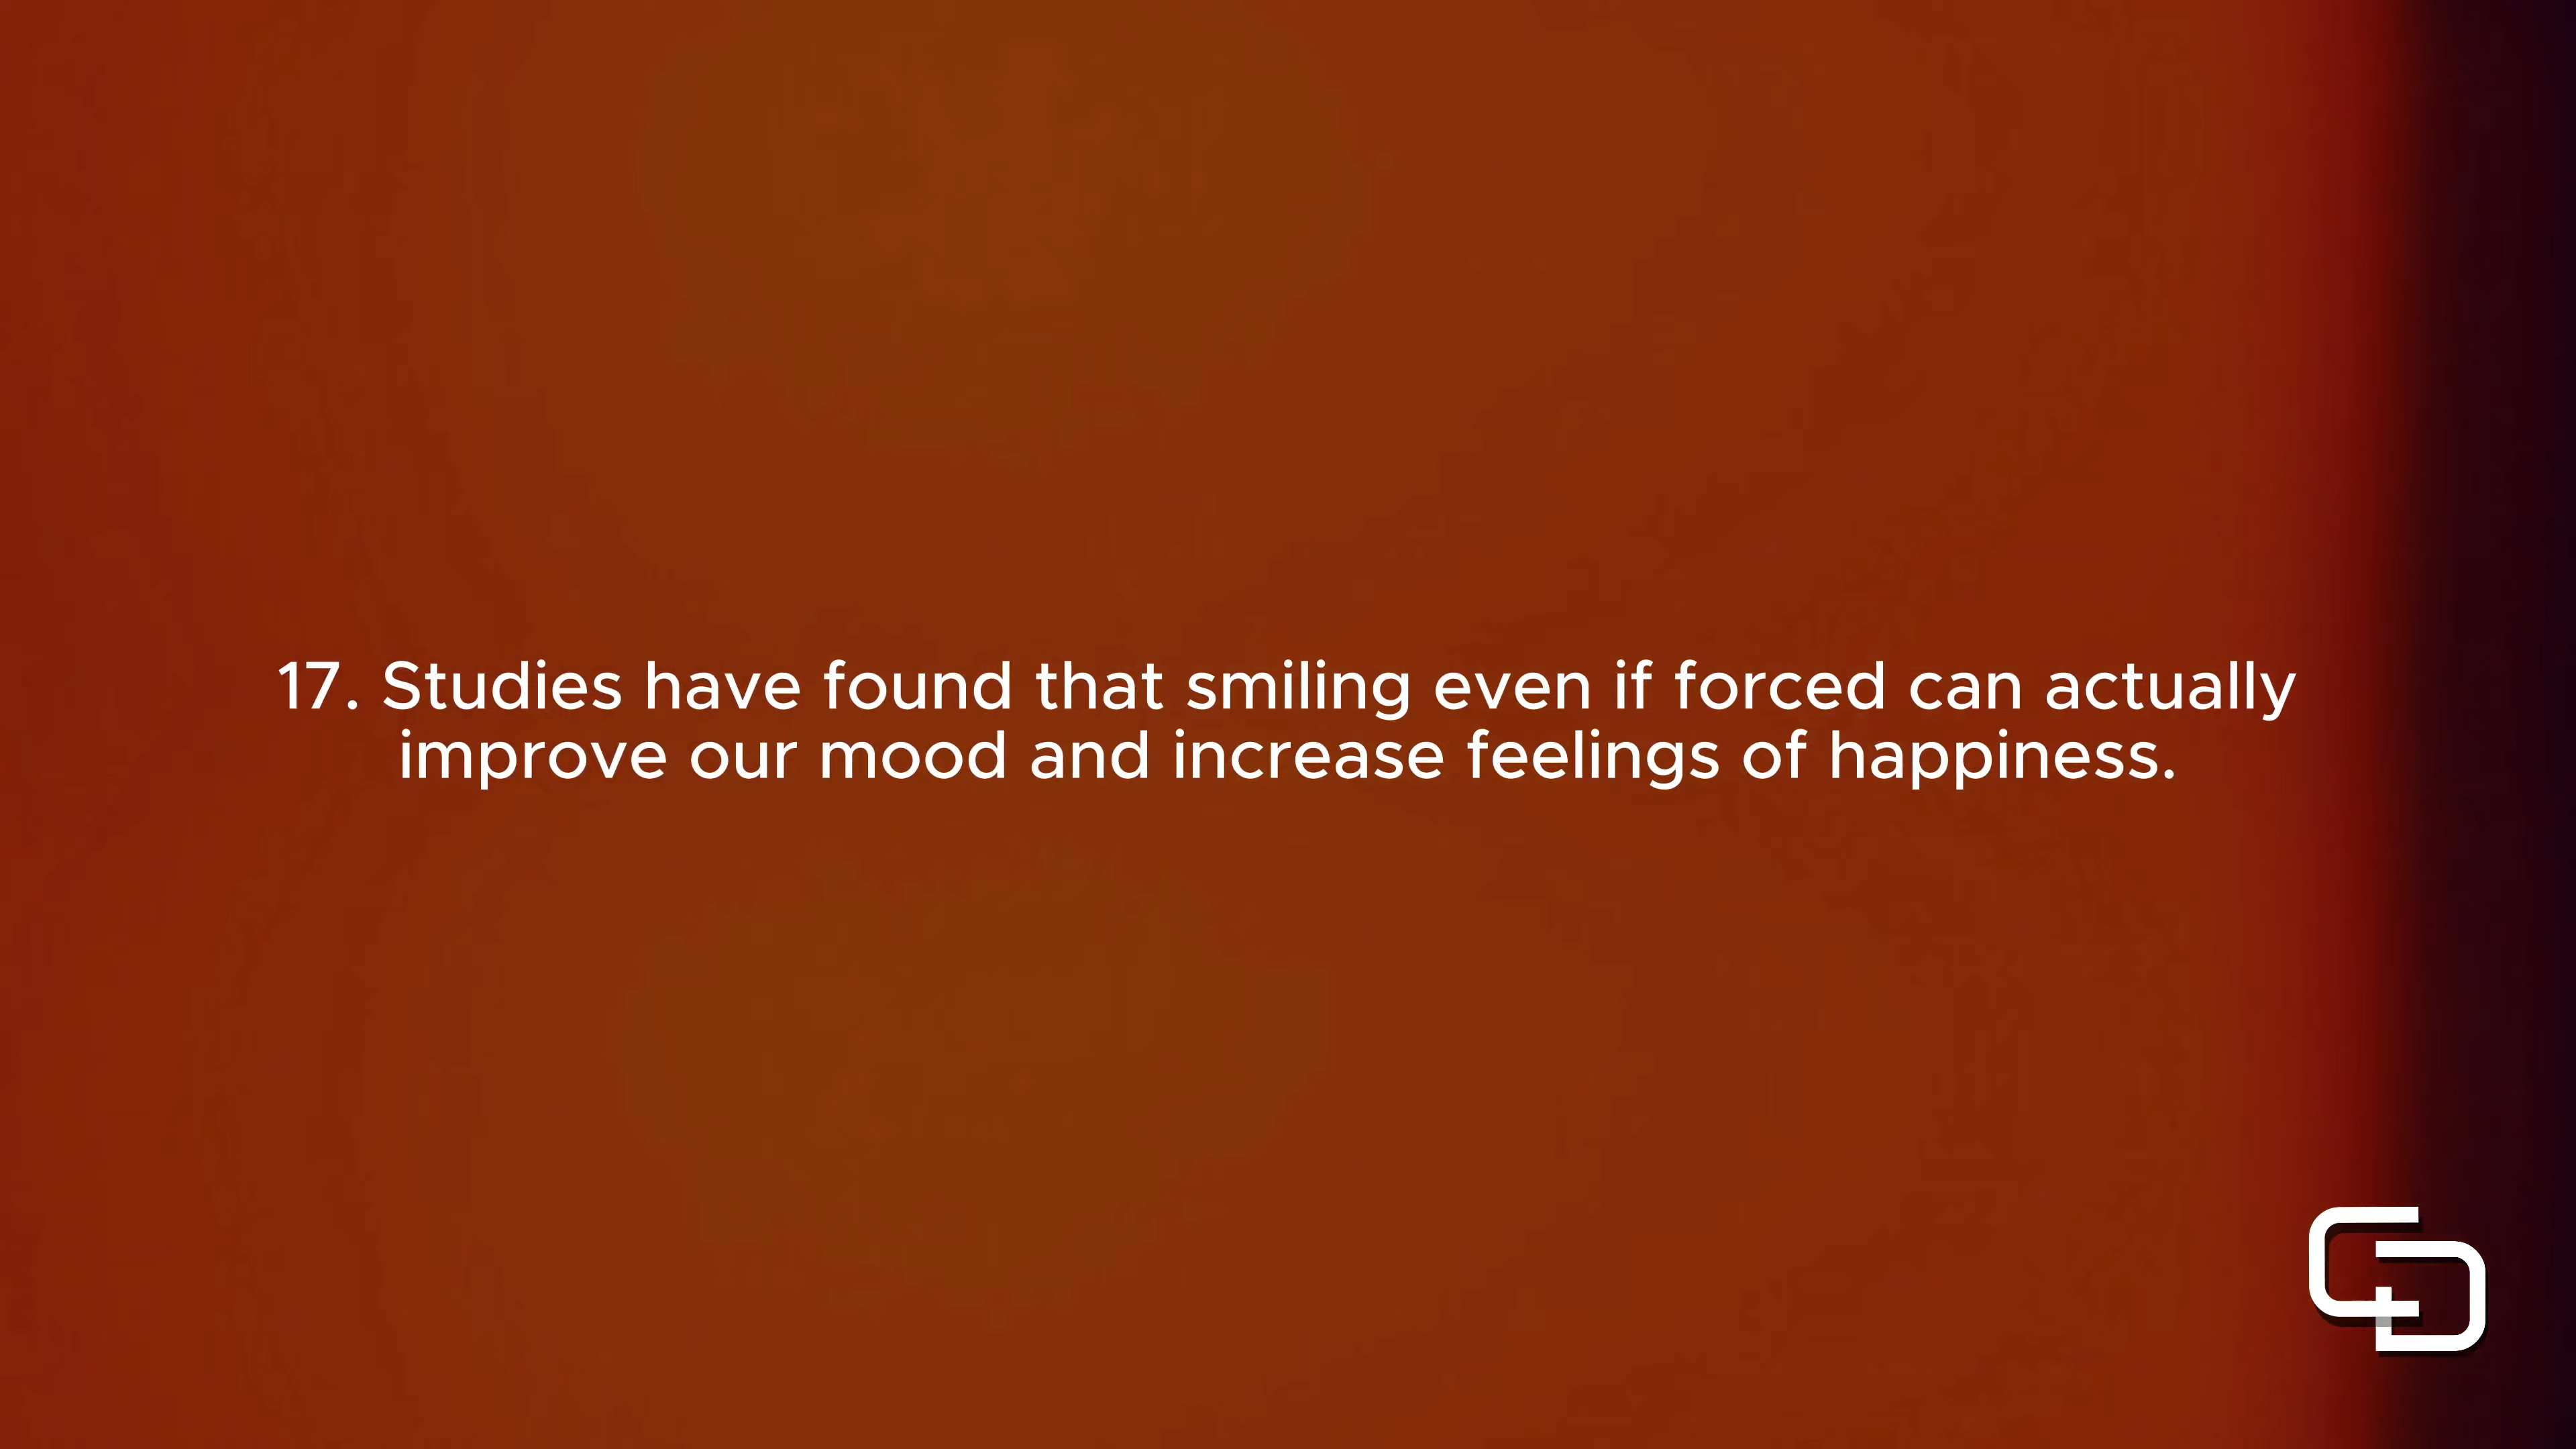 17. Studies have found that smiling even if forced can actually
improve our mood and increase feelings of happiness.